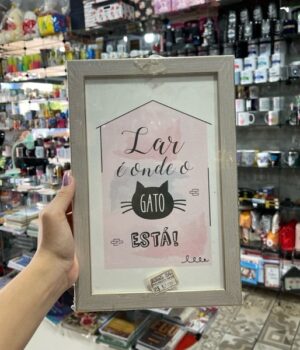 Lar
é onde o
GATO
ESTÁ!